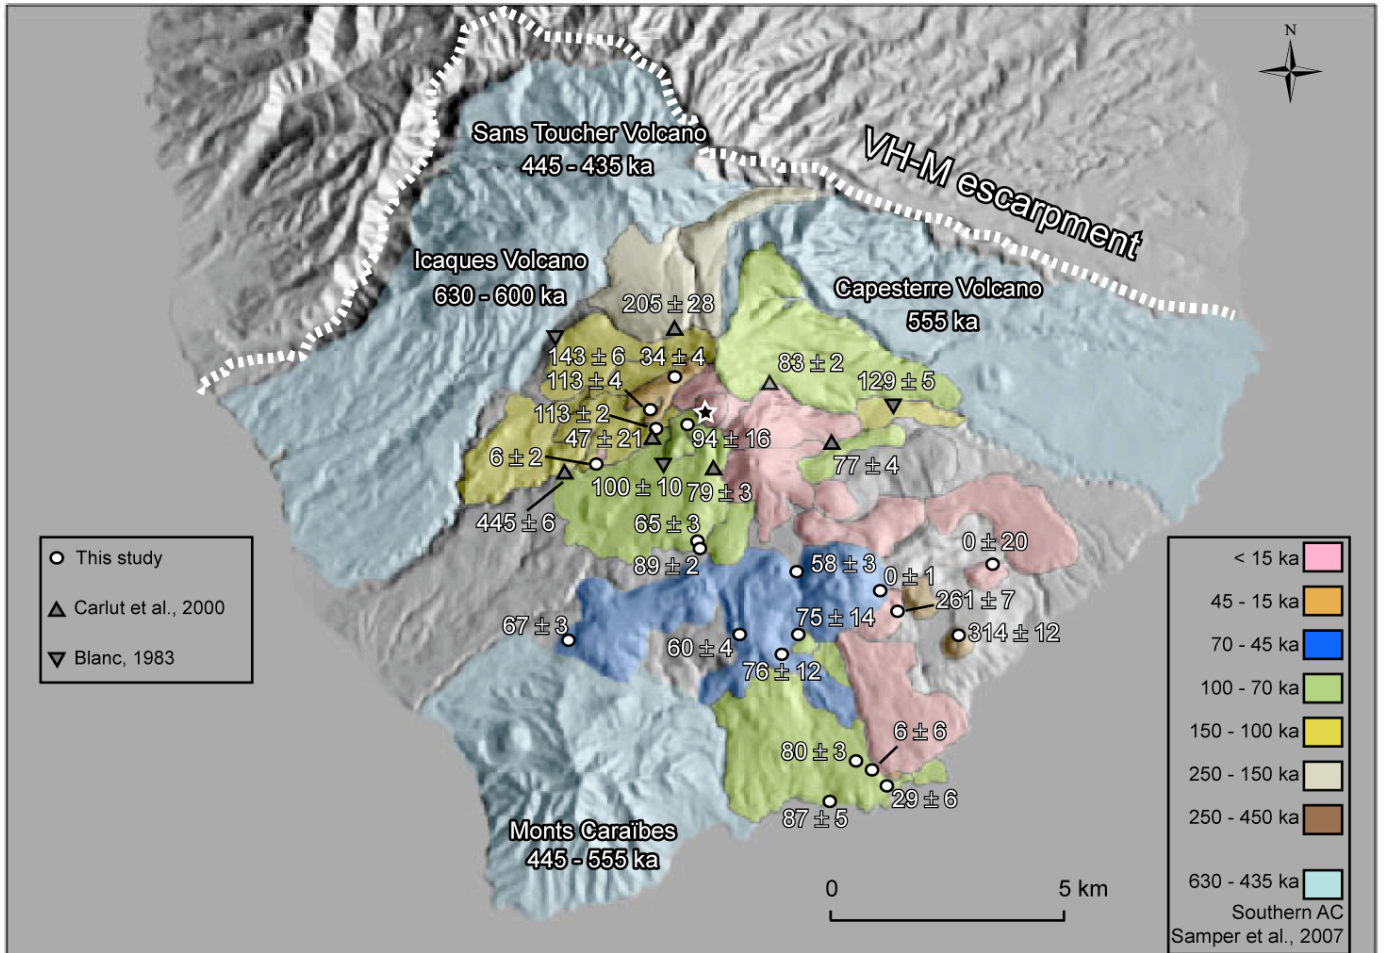 N
Sans Toucher Volcano
445 - 435 ka
VH-M escarpment
Icaques Volcano
630 - 600 ka
Capesterre Volcano
555 ka
205 ± 28
143 ± 6
34 ± 4
83 ± 2
113 ± 4
129 ± 5
113 ± 2
47 ± 21
94 ± 16
6 ± 2
77 ± 4
100 ± 10
79 ± 3
445 ± 6
65 ± 3
89 ± 2
58 ± 3
0 ± 20
0 ± 1
261 ± 7
67 ± 3
60 ± 4
75 ± 14
314 ± 12
76 ± 12
6 ± 6
80 ± 3
29 ± 6
87 ± 5
Monts Caraïbes
445 - 555 ka
This study
Carlut et al., 2000
Blanc, 1983
< 15 ka
45 - 15 ka
70 - 45 ka
100 - 70 ka
150 - 100 ka
250 - 150 ka
250 - 450 ka
630 - 435 ka
Southern AC
Samper et al., 2007
0 5 km